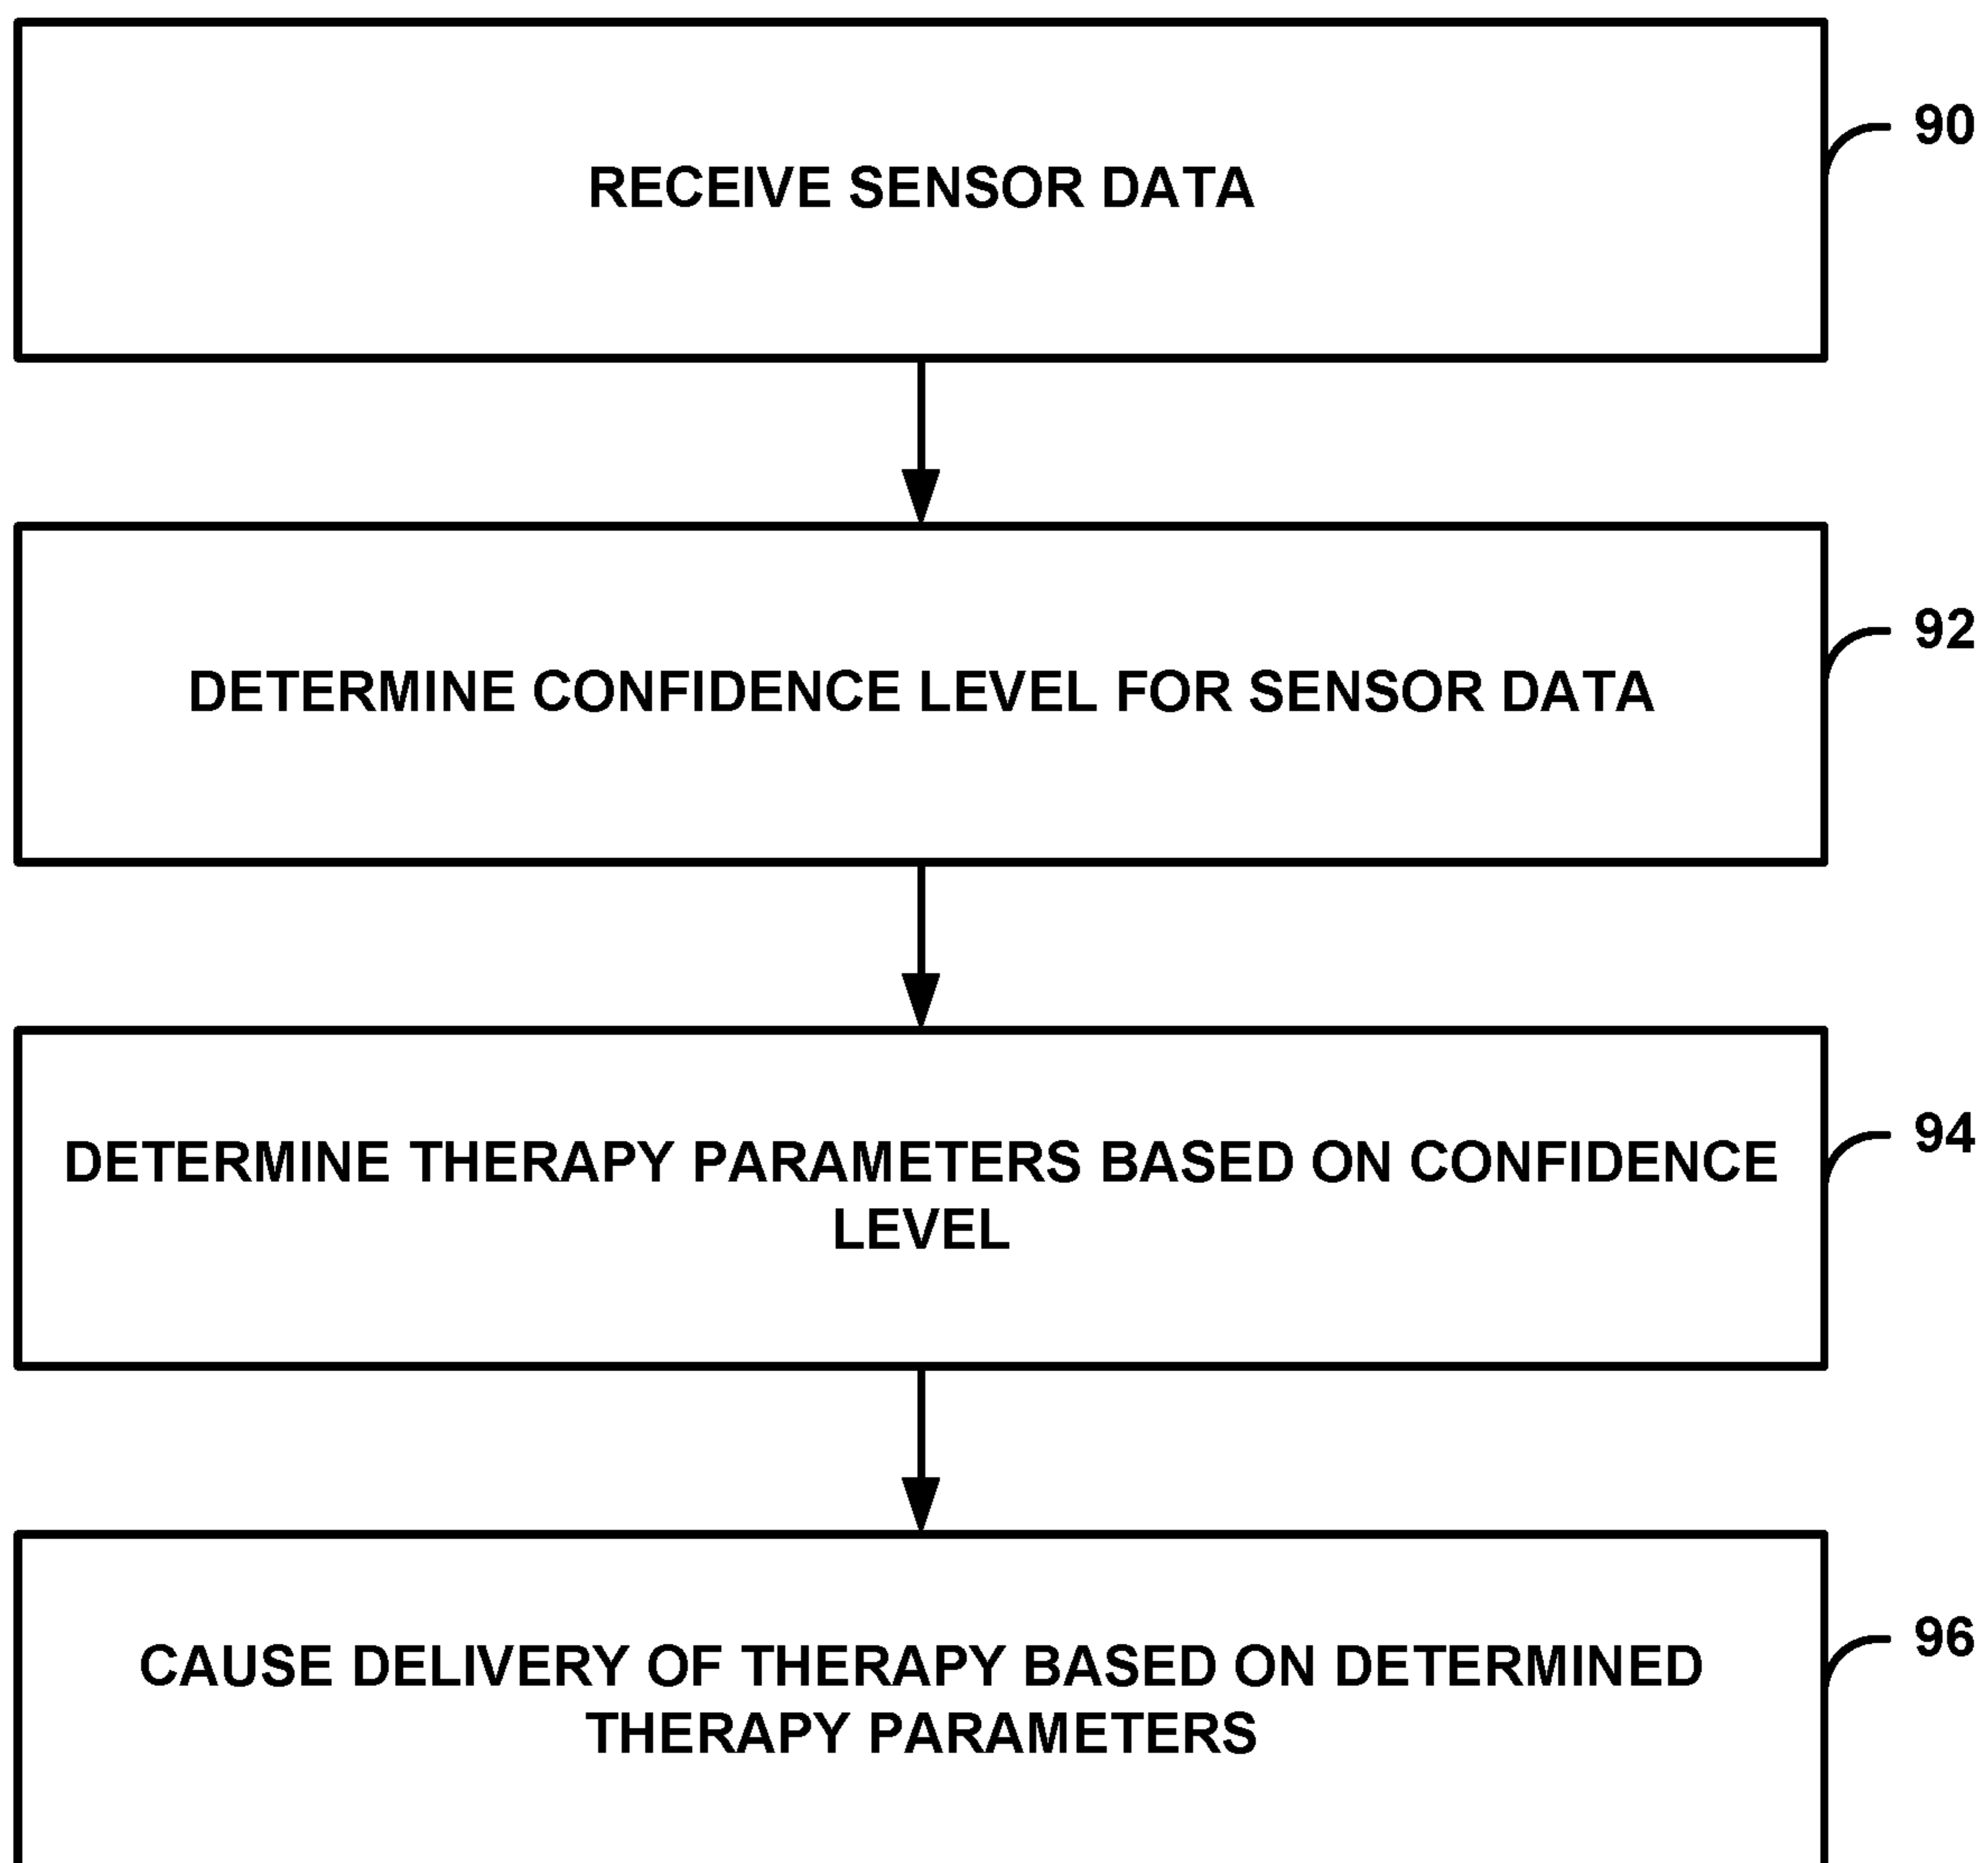 RECEIVE SENSOR DATA
90
DETERMINE CONFIDENCE LEVEL FOR SENSOR DATA
92
DETERMINE THERAPY PARAMETERS BASED ON CONFIDENCE
LEVEL
94
CAUSE DELIVERY OF THERAPY BASED ON DETERMINED
THERAPY PARAMETERS
96